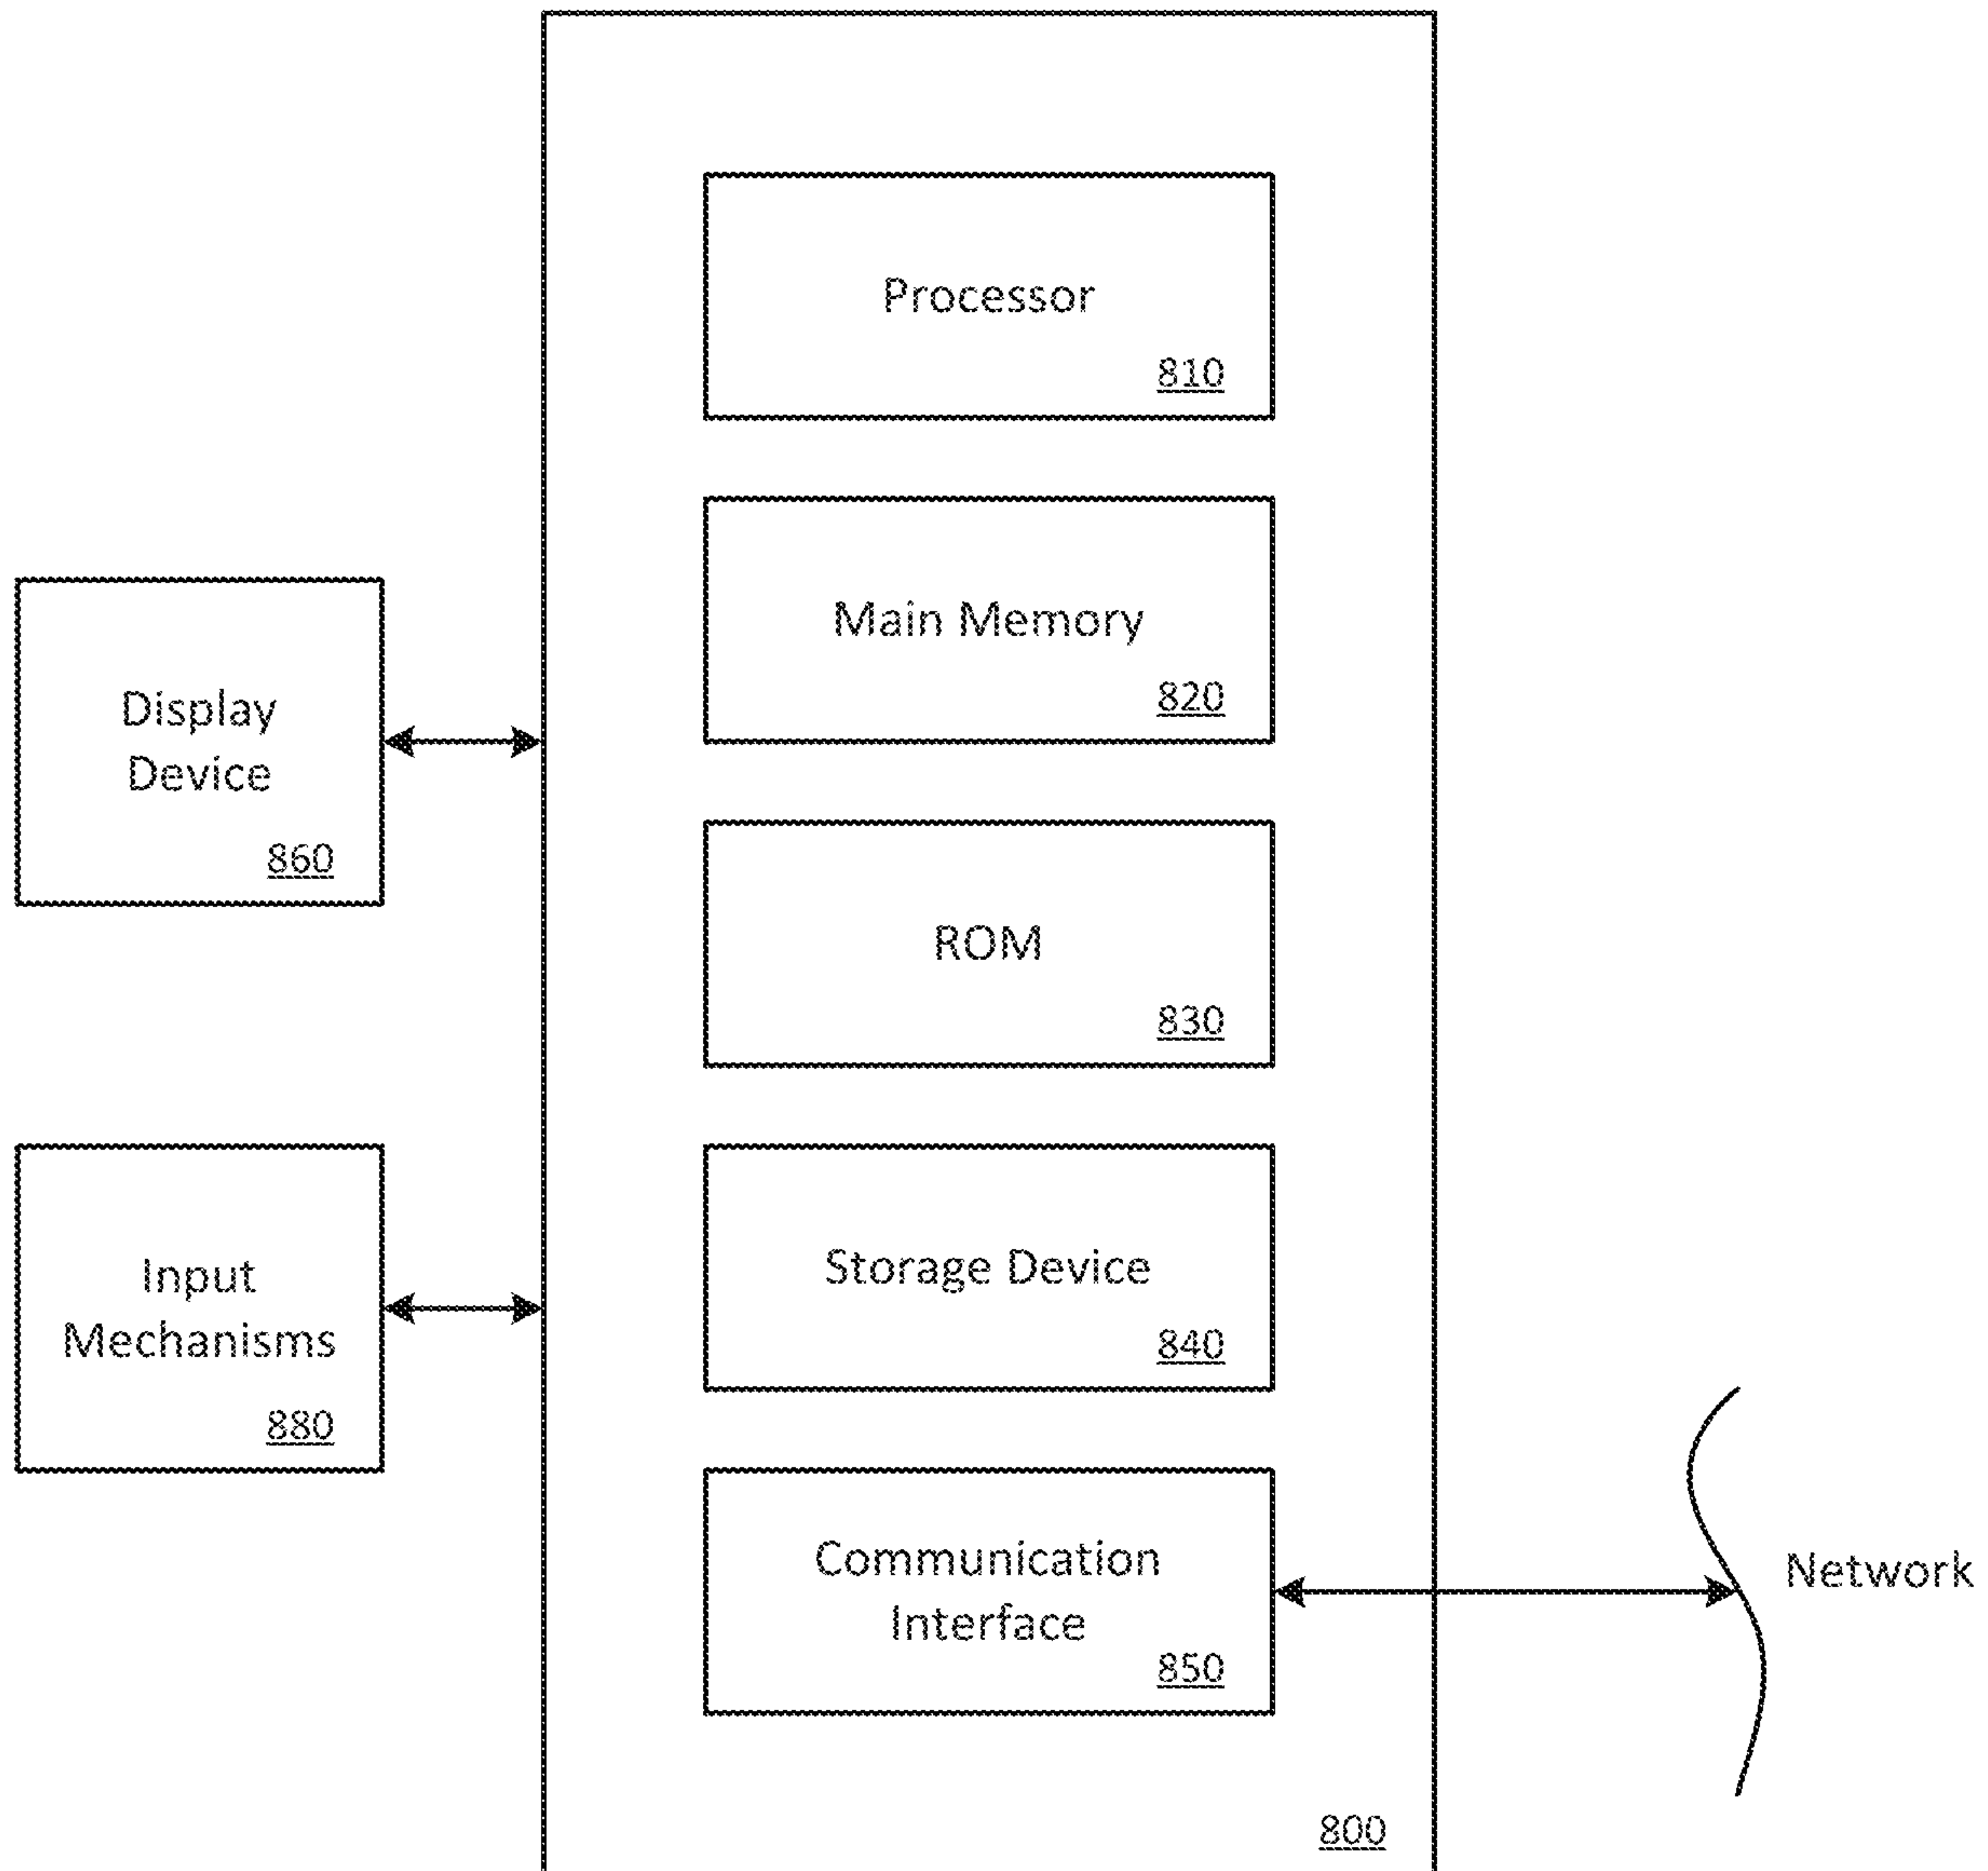 Processor
810
Main Memory
820
Display
Device
860
ROM
830
Input
Mechanisms
880
Storage Device
840
Communication
Interface
850
Network
800